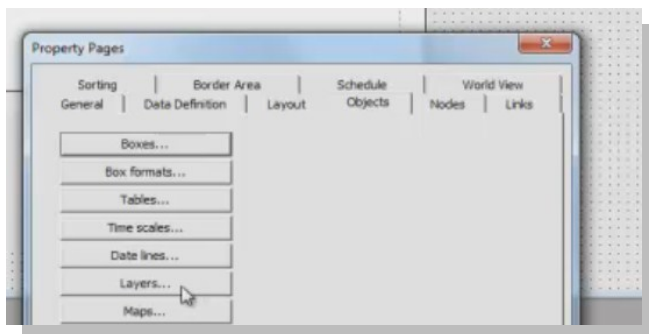 Property Pages
Sorting Border Area Schedule World View
General Data Definition Layout Objects Nodes Links
Boxes...
Box formats...
Tables...
Time scales...
Date lines...
Layers...
Maps...